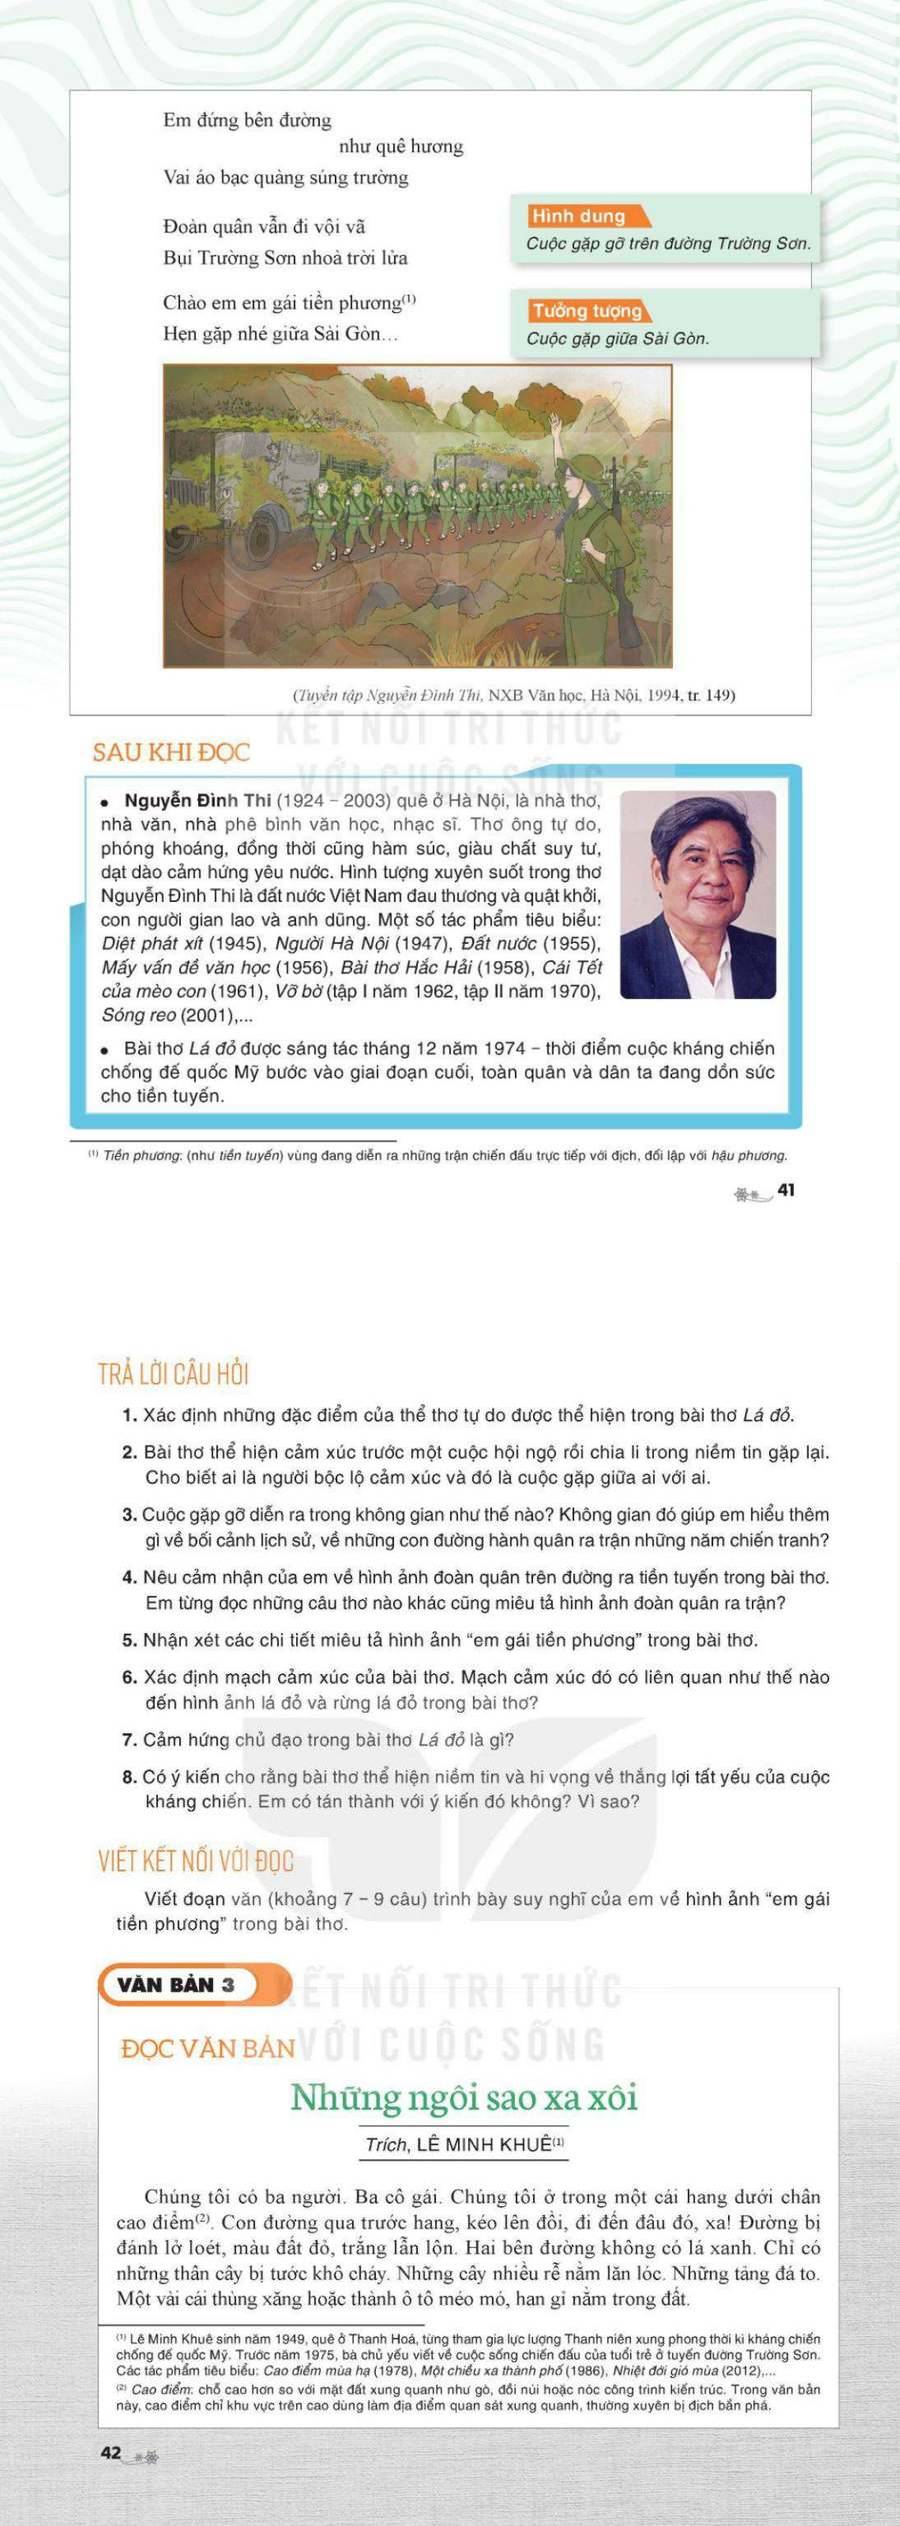 Em đứng bên đường
như quê hương
Vai áo bạc quàng súng trường
Đoàn quân vẫn đi vội vã
Bụi Trường Sơn nhoà trời lửa
Hình dung
Cuộc gặp gỡ trên đường Trường Sơn.
Chào em em gái tiền phương(1)
Hẹn gặp nhé giữa Sài Gòn...
Tưởng tượng
Cuộc gặp giữa Sài Gòn.
(Tuyển tập Nguyễn Đình Thi, NXB Văn học, Hà Nội, 1994, tr. 149)
KẾT NỐI TRI THỨC
VỚI CUỘC SỐNG
SAU KHI ĐỌC
• Nguyễn Đình Thi (1924 – 2003) quê ở Hà Nội, là nhà thơ,
nhà văn, nhà phê bình văn học, nhạc sĩ. Thơ ông tự do,
phóng khoáng, đồng thời cũng hàm súc, giàu chất suy tư,
dạt dào cảm hứng yêu nước. Hình tượng xuyên suốt trong thơ
Nguyễn Đình Thi là đất nước Việt Nam đau thương và quật khởi,
con người gian lao và anh dũng. Một số tác phẩm tiêu biểu:
Diệt phát xít (1945), Người Hà Nội (1947), Đất nước (1955),
Mấy vấn đề văn học (1956), Bài thơ Hắc Hải (1958), Cái Tết
của mèo con (1961), Vỡ bờ (tập I năm 1962, tập II năm 1970),
Sóng reo (2001),...
• Bài thơ Lá đỏ được sáng tác tháng 12 năm 1974 – thời điểm cuộc kháng chiến
chống đế quốc Mỹ bước vào giai đoạn cuối, toàn quân và dân ta đang dồn sức
cho tiền tuyến.
(1) Tiền phương: (như tiền tuyến) vùng đang diễn ra những trận chiến đấu trực tiếp với địch, đối lập với hậu phương.
41
TRẢ LỜI CÂU HỎI
1. Xác định những đặc điểm của thể thơ tự do được thể hiện trong bài thơ Lá đỏ.
2. Bài thơ thể hiện cảm xúc trước một cuộc hội ngộ rồi chia li trong niềm tin gặp lại.
Cho biết ai là người bộc lộ cảm xúc và đó là cuộc gặp giữa ai với ai.
3. Cuộc gặp gỡ diễn ra trong không gian như thế nào? Không gian đó giúp em hiểu thêm
gì về bối cảnh lịch sử, về những con đường hành quân ra trận những năm chiến tranh?
4. Nêu cảm nhận của em về hình ảnh đoàn quân trên đường ra tiền tuyến trong bài thơ.
Em từng đọc những câu thơ nào khác cũng miêu tả hình ảnh đoàn quân ra trận?
5. Nhận xét các chi tiết miêu tả hình ảnh “em gái tiền phương” trong bài thơ.
6. Xác định mạch cảm xúc của bài thơ. Mạch cảm xúc đó có liên quan như thế nào
đến hình ảnh lá đỏ và rừng lá đỏ trong bài thơ?
7. Cảm hứng chủ đạo trong bài thơ Lá đỏ là gì?
8. Có ý kiến cho rằng bài thơ thể hiện niềm tin và hi vọng về thắng lợi tất yếu của cuộc
kháng chiến. Em có tán thành với ý kiến đó không? Vì sao?
VIẾT KẾT NỐI VỚI ĐỌC
Viết đoạn văn (khoảng 7 – 9 câu) trình bày suy nghĩ của em về hình ảnh “em gái
tiền phương” trong bài thơ.
VĂN BẢN 3
KẾT NỐI TRI THỨC
VỚI CUỘC SỐNG
ĐỌC VĂN BẢN
Những ngôi sao xa xôi
Trích, LÊ MINH KHUÊ(1)
Chúng tôi có ba người. Ba cô gái. Chúng tôi ở trong một cái hang dưới chân
cao điểm(2). Con đường qua trước hang, kéo lên đồi, đi đến đâu đó, xa! Đường bị
đánh lở loét, màu đất đỏ, trắng lẫn lộn. Hai bên đường không có lá xanh. Chỉ có
những thân cây bị tước khô cháy. Những cây nhiều rễ nằm lăn lóc. Những tảng đá to.
Một vài cái thùng xăng hoặc thành ô tô méo mó, han gỉ nằm trong đất.
(1) Lê Minh Khuê sinh năm 1949, quê ở Thanh Hoá, từng tham gia lực lượng Thanh niên xung phong thời kì kháng chiến
chống đế quốc Mỹ. Trước năm 1975, bà chủ yếu viết về cuộc sống chiến đấu của tuổi trẻ ở tuyến đường Trường Sơn.
Các tác phẩm tiêu biểu: Cao điểm mùa hạ (1978), Một chiều xa thành phố (1986), Nhiệt đới gió mùa (2012),...
(2) Cao điểm: chỗ cao hơn so với mặt đất xung quanh như gò, đồi núi hoặc nóc công trình kiến trúc. Trong văn bản
này, cao điểm chỉ khu vực trên cao dùng làm địa điểm quan sát xung quanh, thường xuyên bị địch bắn phá.
42